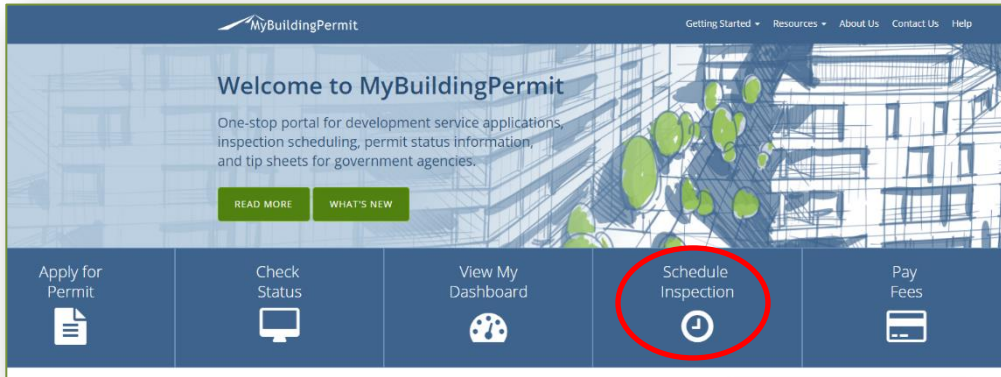 MyBuildingPermit
Getting Started Resources About Us Contact Us Help
Welcome to MyBuildingPermit
One-stop portal for development service applications,
inspection scheduling, permit status information,
and tip sheets for government agencies.
READ MORE WHAT'S NEW
Apply for
Permit
Check
Status
View My
Dashboard
Schedule
Inspection
Pay
Fees